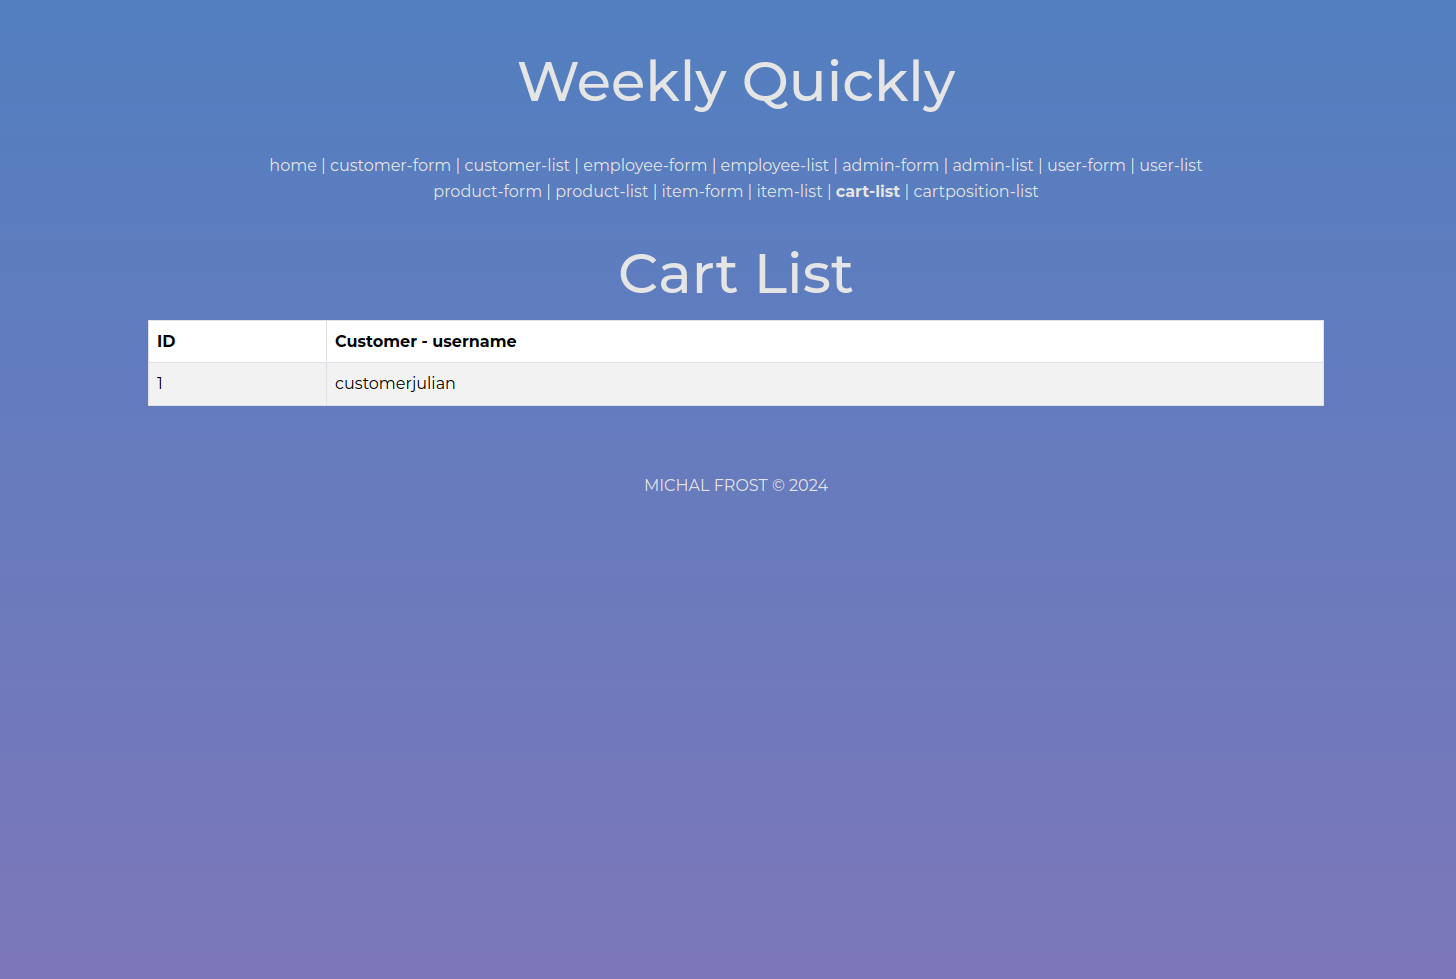 Weekly Quickly
home | customer-form | customer-list | employee-form | employee-list | admin-form | admin-list | user-form | user-list
product-form | product-list | item-form | item-list | cart-list | cartposition-list
Cart List
ID Customer - username
1 customerjulian
MICHAL FROST © 2024